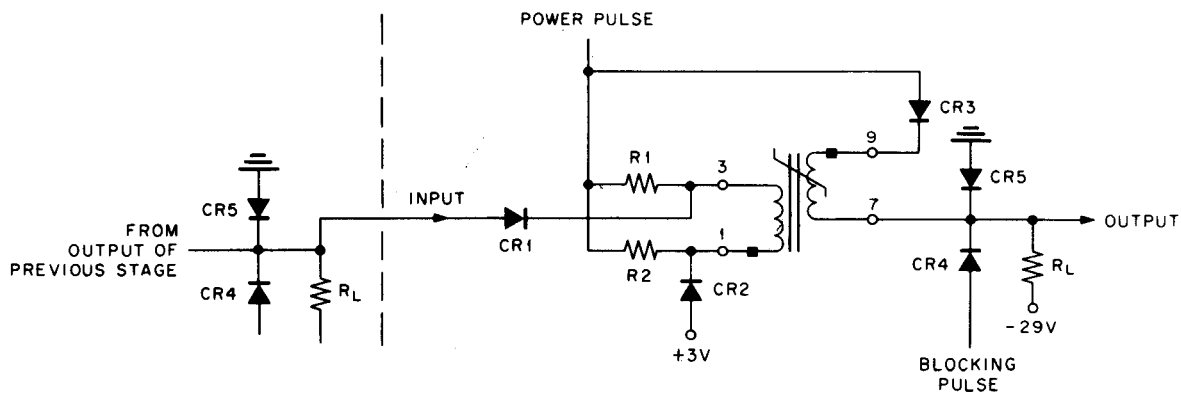 POWER PULSE
CR3
9
CR5
R1
3
INPUT
CR5
7
OUTPUT
FROM
OUTPUT OF
PREVIOUS STAGE
CR1
1
R2
CR4
RL
CR2
CR4
RL
-29V
+3V
BLOCKING
PULSE